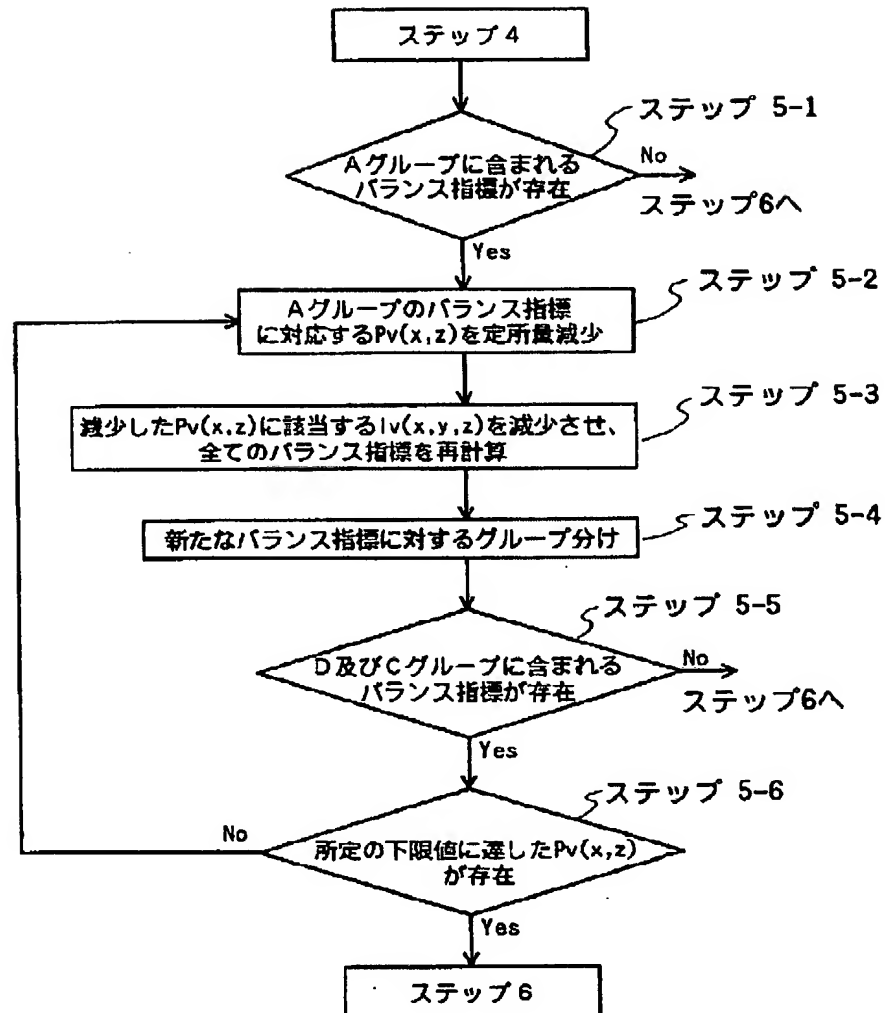 ステップ4
ステップ 5-1
Aグループに含まれる
バランス指標が存在
No
ステップ6へ
Yes
ステップ 5-2
Aグループのバランス指標
に対応するPv(x,z)を定所量減少
ステップ 5-3
減少したPv(x,z)に該当するIv(x,y,z)を減少させ、
全てのバランス指標を再計算
ステップ 5-4
新たなバランス指標に対するグループ分け
ステップ 5-5
D及びCグループに含まれる
バランス指標が存在
No
ステップ6へ
Yes
ステップ 5-6
No
所定の下限値に達したPv(x,z)
が存在
Yes
ステップ6